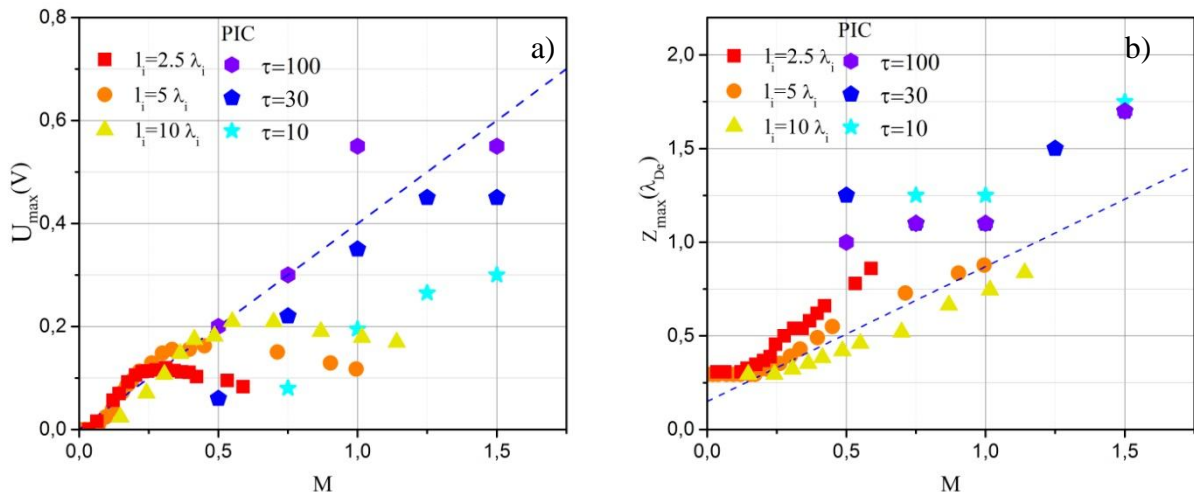 a)
PIC
l_i=2.5 λ_i
l_i=5 λ_i
l_i=10 λ_i
τ=100
τ=30
τ=10
U_max(V)
0,8
0,6
0,4
0,2
0,0
0,0 0,5 1,0 1,5
M
b)
PIC
l_i=2.5 λ_i
l_i=5 λ_i
l_i=10 λ_i
τ=100
τ=30
τ=10
Z_max(λ_De)
2,0
1,5
1,0
0,5
0,0
0,0 0,5 1,0 1,5
M